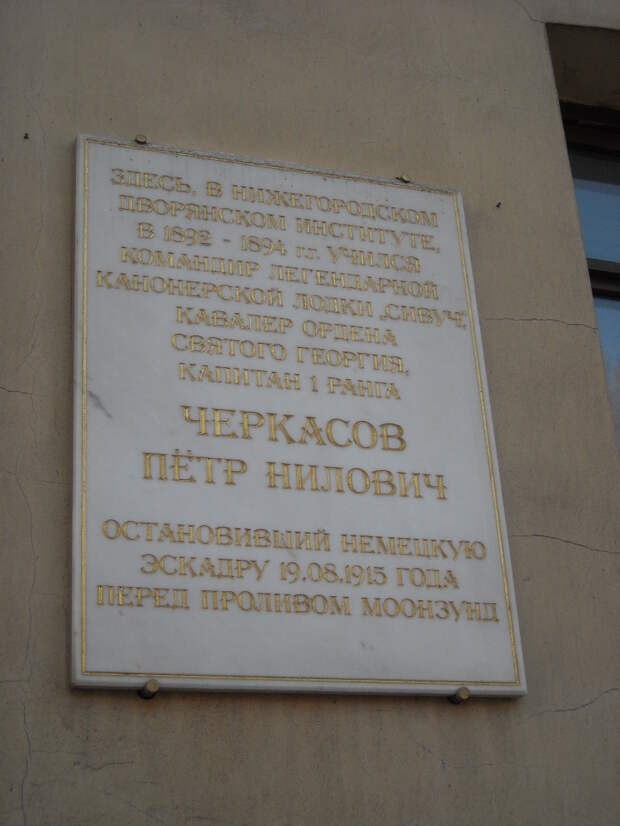 ЗДЕСЬ, В НИЖЕГОРОДСКОМ
ДВОРЯНСКОМ ИНСТИТУТЕ,
В 1892 - 1894 г.г. УЧИЛСЯ
КОМАНДИР ЛЕГЕНДАРНОЙ
КАНОНЕРСКОЙ ЛОДКИ „СИВУЧ",
КАВАЛЕР ОРДЕНА
СВЯТОГО ГЕОРГИЯ,
КАПИТАН 1 РАНГА
ЧЕРКАСОВ
ПЁТР НИЛОВИЧ
ОСТАНОВИВШИЙ НЕМЕЦКУЮ
ЭСКАДРУ 19.08.1915 ГОДА
ПЕРЕД ПРОЛИВОМ МООНЗУНД